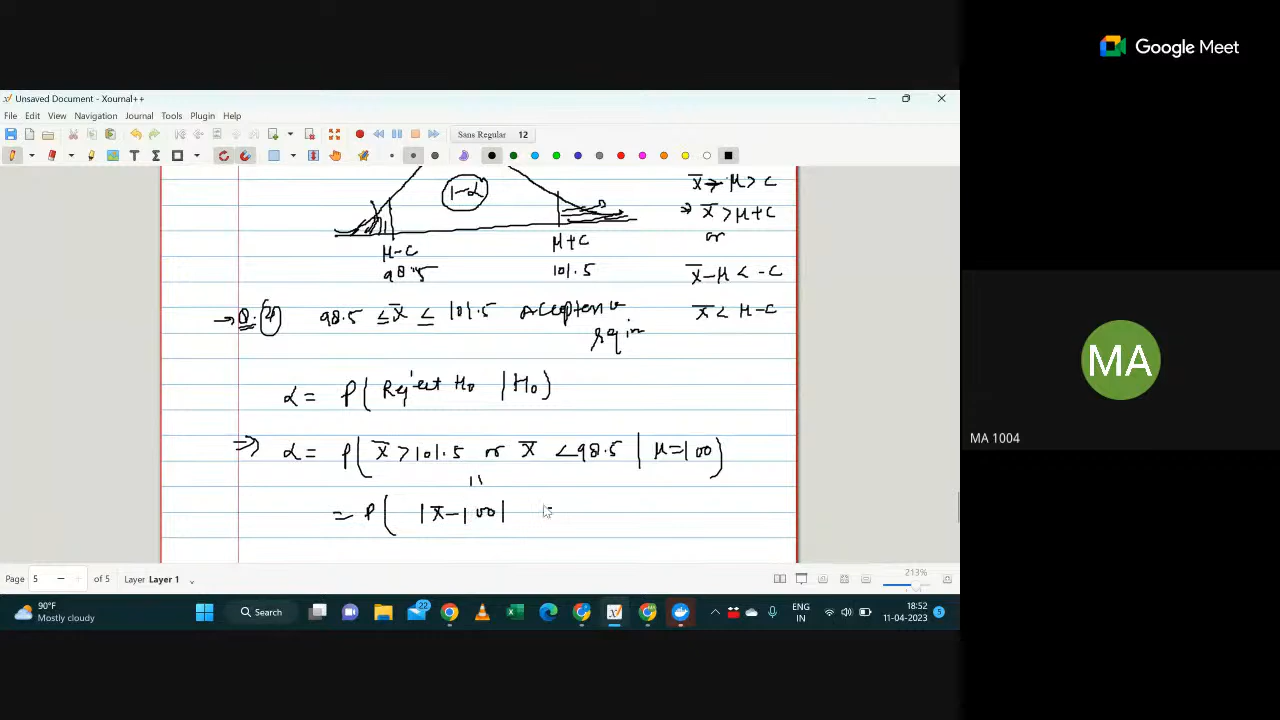 Google Meet
Unsaved Document - Xournal++
File Edit View Navigation Journal Tools Plugin Help
Sans Regular 12
1-α
x̄ - μ > c
⇒ x̄ > μ + c
or
μ-c
μ+c
98.5
101.5
x̄ - μ < -c
x̄ < μ - c
→ Q.
98.5 ≤ x̄ ≤ 101.5
α = P( Reject H₀ | H₀ )
⇒ α = P( x̄ > 101.5 or x̄ < 98.5 | μ = 100 )
= P( | x̄ - 100 |
MA
MA 1004
Page 5 of 5 Layer Layer 1
213%
90°F
Mostly cloudy
Search
22
ENG
IN
18:52
11-04-2023
5